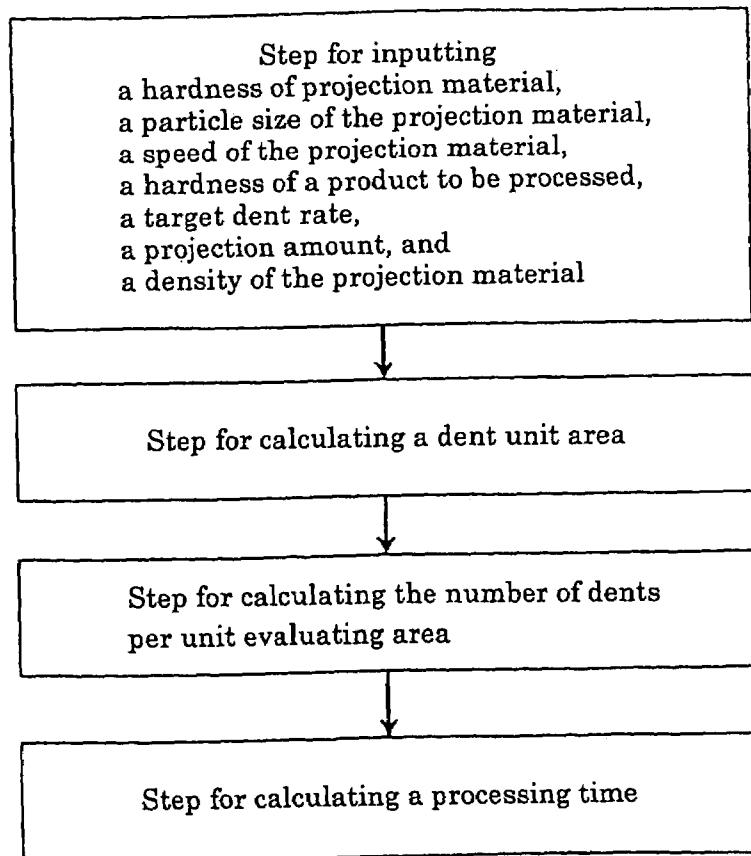 Step for inputting
a hardness of projection material,
a particle size of the projection material,
a speed of the projection material,
a hardness of a product to be processed,
a target dent rate,
a projection amount, and
a density of the projection material
Step for calculating a dent unit area
Step for calculating the number of dents
per unit evaluating area
Step for calculating a processing time